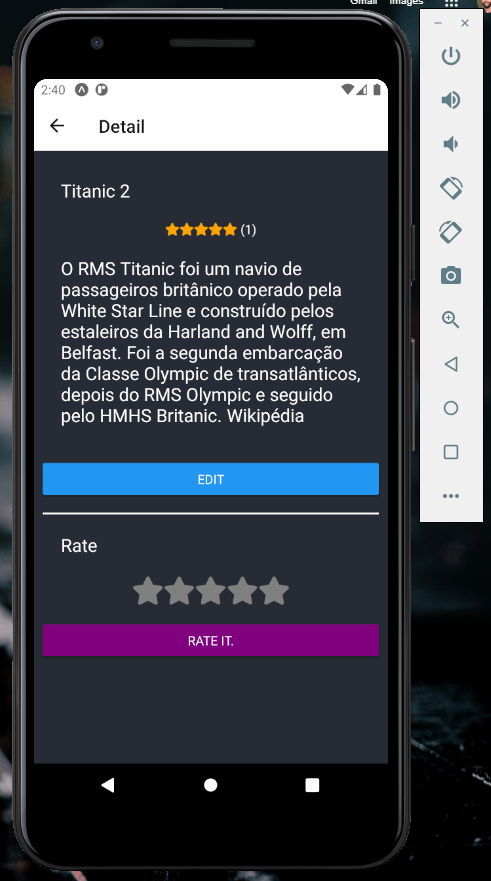 Gmail Images
2:40
Detail
Titanic 2
(1)
O RMS Titanic foi um navio de
passageiros britânico operado pela
White Star Line e construído pelos
estaleiros da Harland and Wolff, em
Belfast. Foi a segunda embarcação
da Classe Olympic de transatlânticos,
depois do RMS Olympic e seguido
pelo HMHS Britanic. Wikipédia
EDIT
Rate
RATE IT.